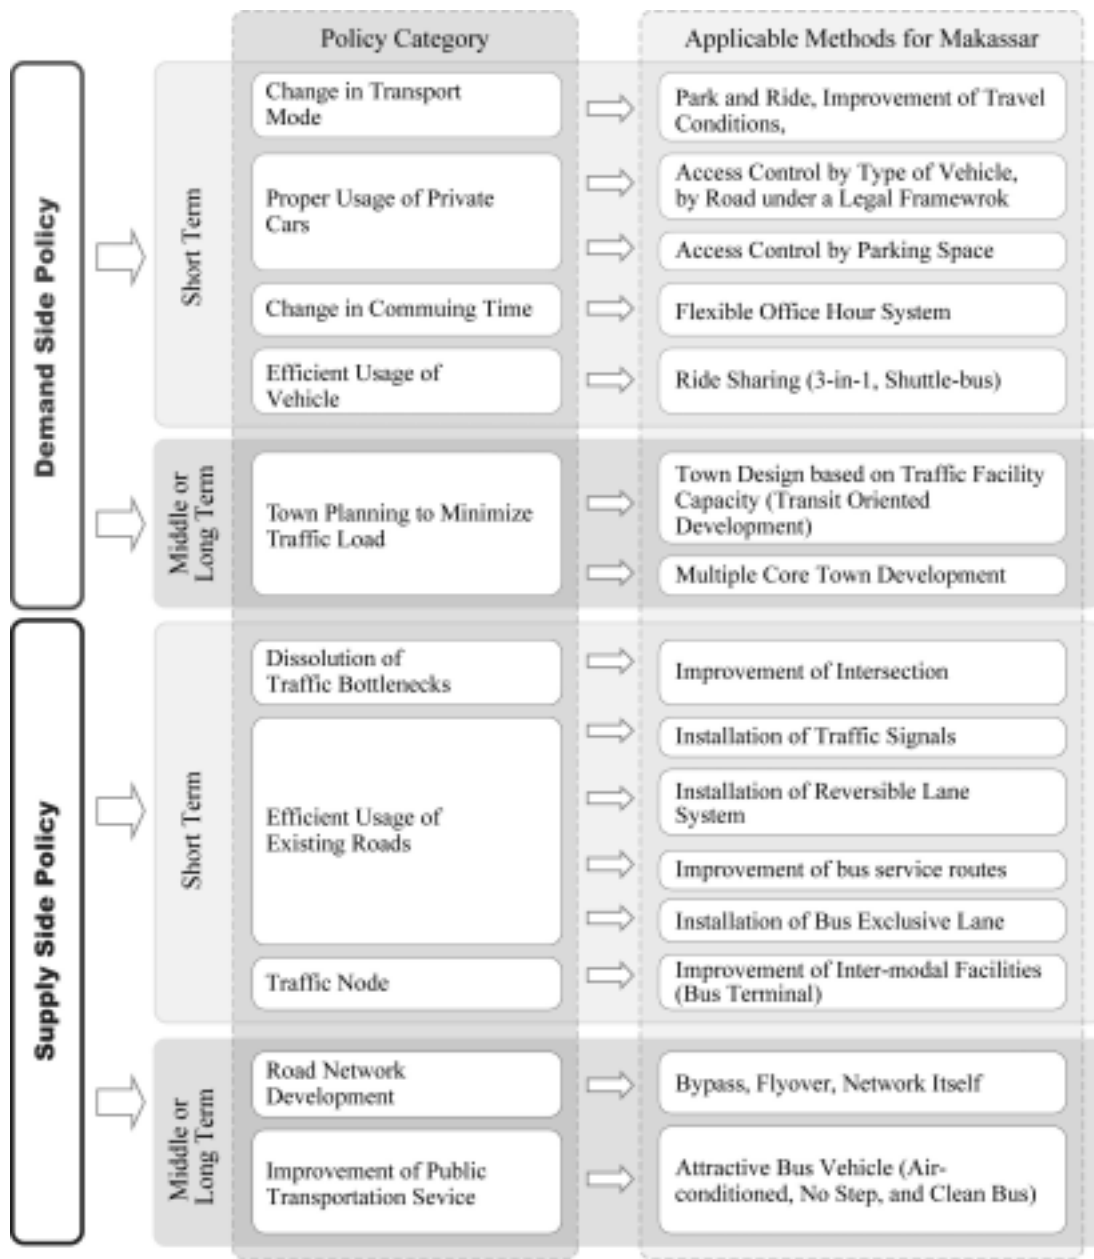 Policy Category
Applicable Methods for Makassar
Demand Side Policy
Short Term
Change in Transport
Mode
Park and Ride, Improvement of Travel
Conditions,
Proper Usage of Private
Cars
Access Control by Type of Vehicle,
by Road under a Legal Framewrok
Access Control by Parking Space
Change in Commuing Time
Flexible Office Hour System
Efficient Usage of
Vehicle
Ride Sharing (3-in-1, Shuttle-bus)
Middle or
Long Term
Town Planning to Minimize
Traffic Load
Town Design based on Traffic Facility
Capacity (Transit Oriented
Development)
Multiple Core Town Development
Supply Side Policy
Short Term
Dissolution of
Traffic Bottlenecks
Improvement of Intersection
Efficient Usage of
Existing Roads
Installation of Traffic Signals
Installation of Reversible Lane
System
Improvement of bus service routes
Installation of Bus Exclusive Lane
Traffic Node
Improvement of Inter-modal Facilities
(Bus Terminal)
Middle or
Long Term
Road Network
Development
Bypass, Flyover, Network Itself
Improvement of Public
Transportation Sevice
Attractive Bus Vehicle (Air-
conditioned, No Step, and Clean Bus)